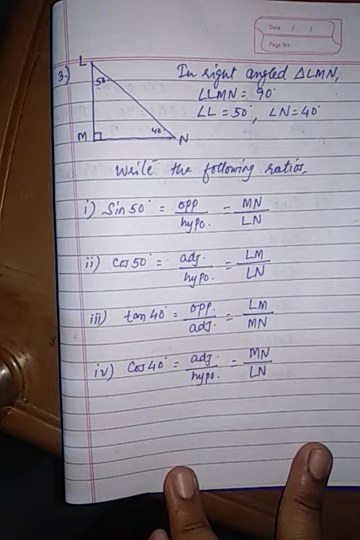 Date / /
Page No.
3.) L
50°
M
40°
N
In right angled ΔLMN,
∠LMN = 90°
∠L = 50°, ∠N = 40°
Write the following ratios.
i) Sin 50° = opp/hypo. = MN/LN
ii) cos 50° = adj./hypo. = LM/LN
iii) tan 40° = opp./adj. = LM/MN
iv) Cos 40° = adj./hypo. = MN/LN